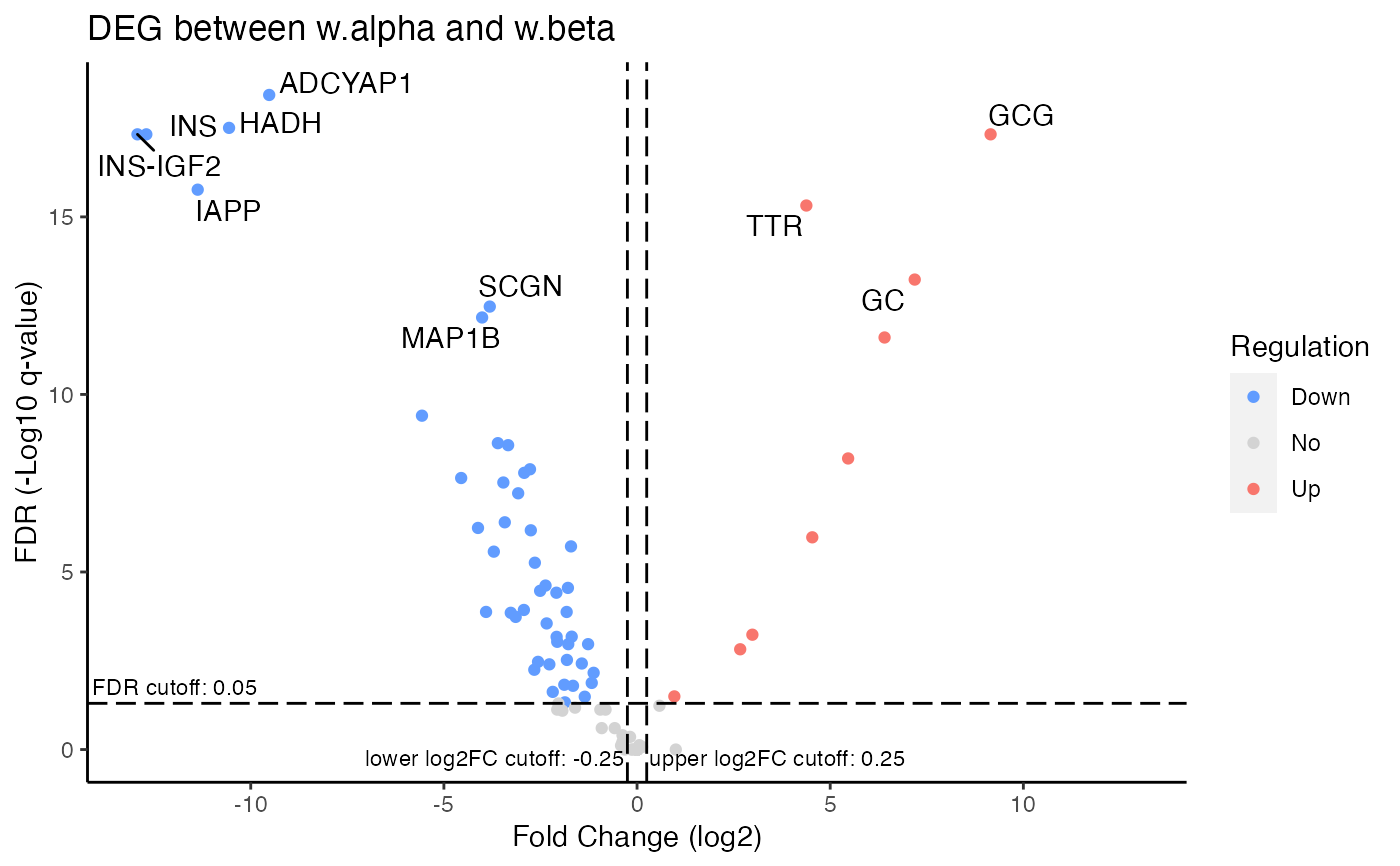 DEG between w.alpha and w.beta
ADCYAP1
GCG
INS
HADH
INS-IGF2
IAPP
TTR
SCGN
GC
MAP1B
FDR (-Log10 q-value)
15
10
5
0
FDR cutoff: 0.05
lower log2FC cutoff: -0.25
upper log2FC cutoff: 0.25
-10
-5
0
5
10
Fold Change (log2)
Regulation
Down
No
Up